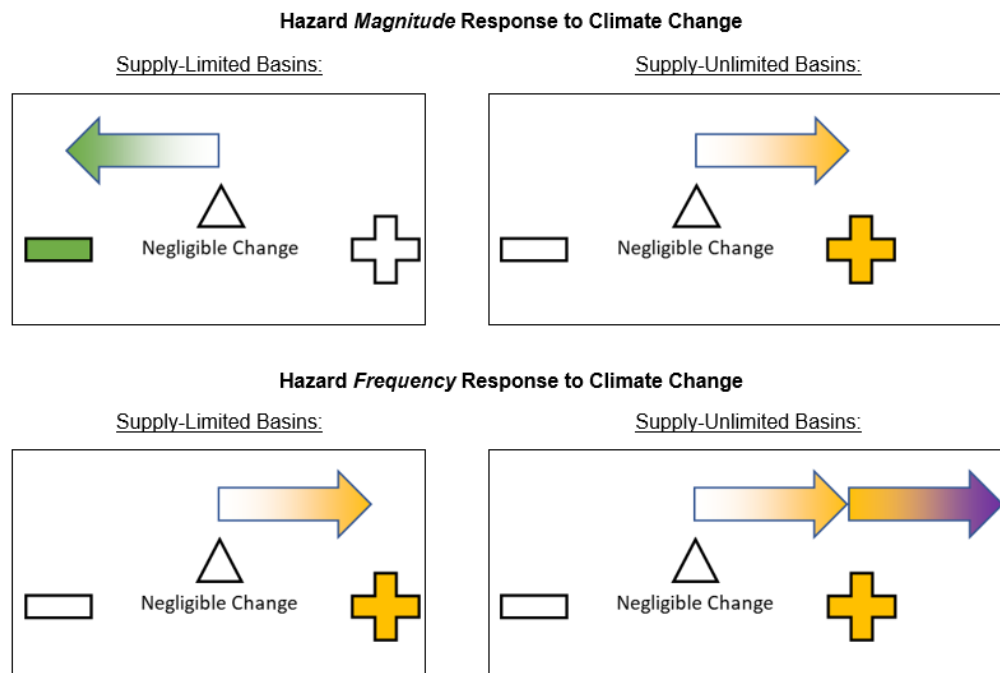 Hazard Magnitude Response to Climate Change
Supply-Limited Basins:
Supply-Unlimited Basins:
Negligible Change
Negligible Change
Hazard Frequency Response to Climate Change
Supply-Limited Basins:
Supply-Unlimited Basins:
Negligible Change
Negligible Change